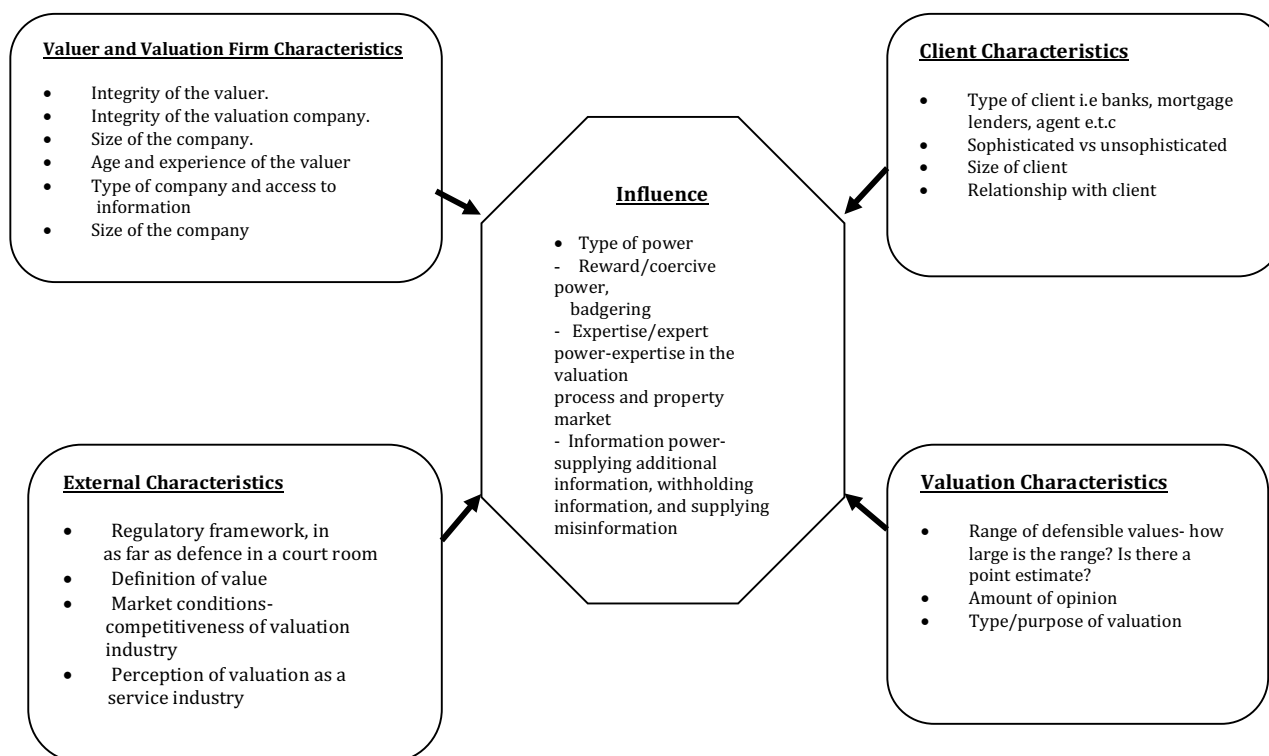 Valuer and Valuation Firm Characteristics
• Integrity of the valuer.
• Integrity of the valuation company.
• Size of the company.
• Age and experience of the valuer
• Type of company and access to
information
• Size of the company
Client Characteristics
• Type of client i.e banks, mortgage
lenders, agent e.t.c
• Sophisticated vs unsophisticated
• Size of client
• Relationship with client
Influence
• Type of power
- Reward/coercive
power,
badgering
- Expertise/expert
power-expertise in the
valuation
process and property
market
- Information power-
supplying additional
information, withholding
information, and supplying
misinformation
External Characteristics
• Regulatory framework, in
as far as defence in a court room
• Definition of value
• Market conditions-
competitiveness of valuation
industry
• Perception of valuation as a
service industry
Valuation Characteristics
• Range of defensible values- how
large is the range? Is there a
point estimate?
• Amount of opinion
• Type/purpose of valuation